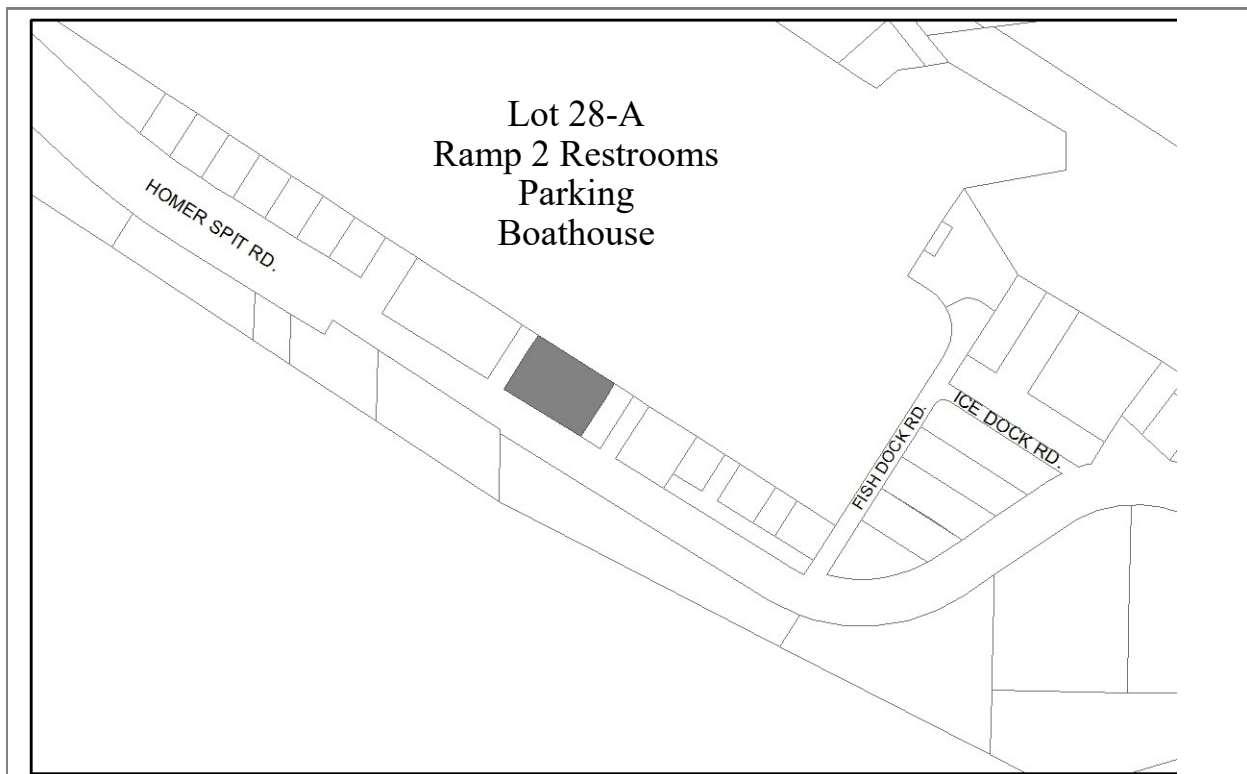 Lot 28-A
Ramp 2 Restrooms
Parking
Boathouse
HOMER SPIT RD.
FISH DOCK RD.
ICE DOCK RD.